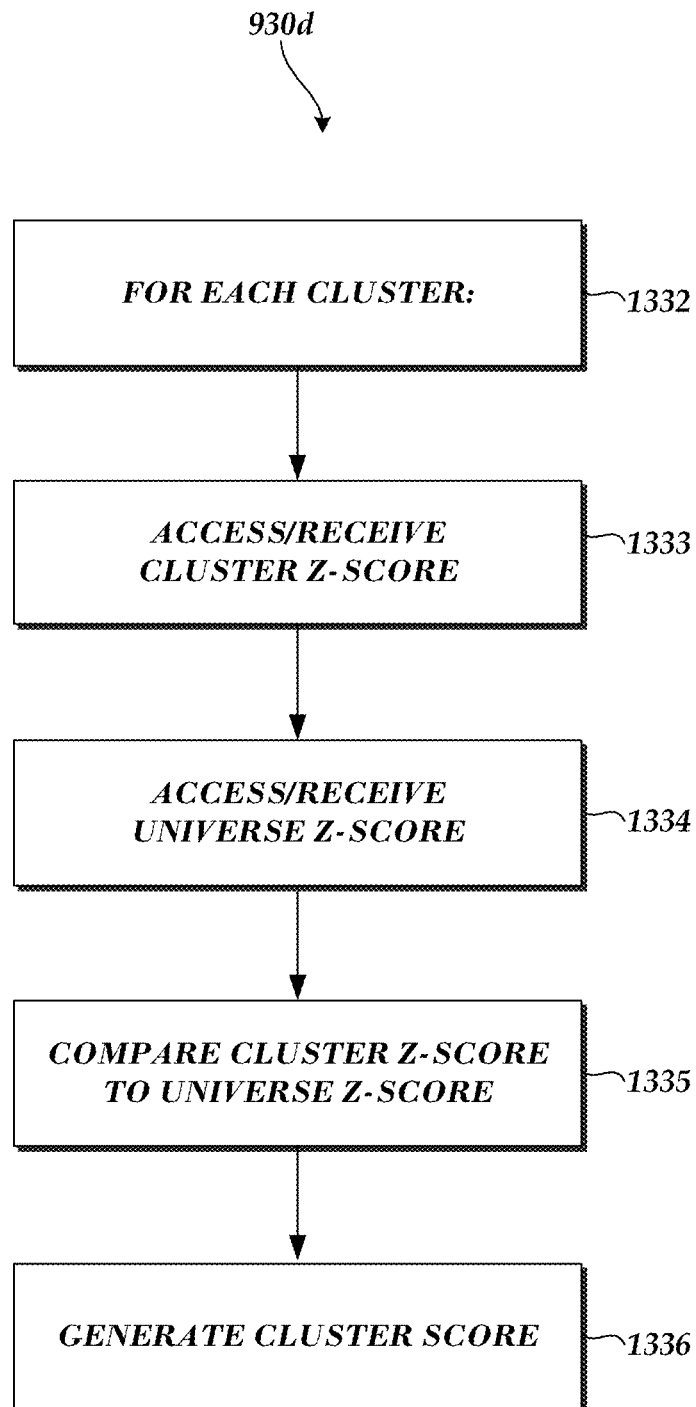 930d
FOR EACH CLUSTER:
1332
ACCESS/RECEIVE
CLUSTER Z-SCORE
1333
ACCESS/RECEIVE
UNIVERSE Z-SCORE
1334
COMPARE CLUSTER Z-SCORE
TO UNIVERSE Z-SCORE
1335
GENERATE CLUSTER SCORE
1336